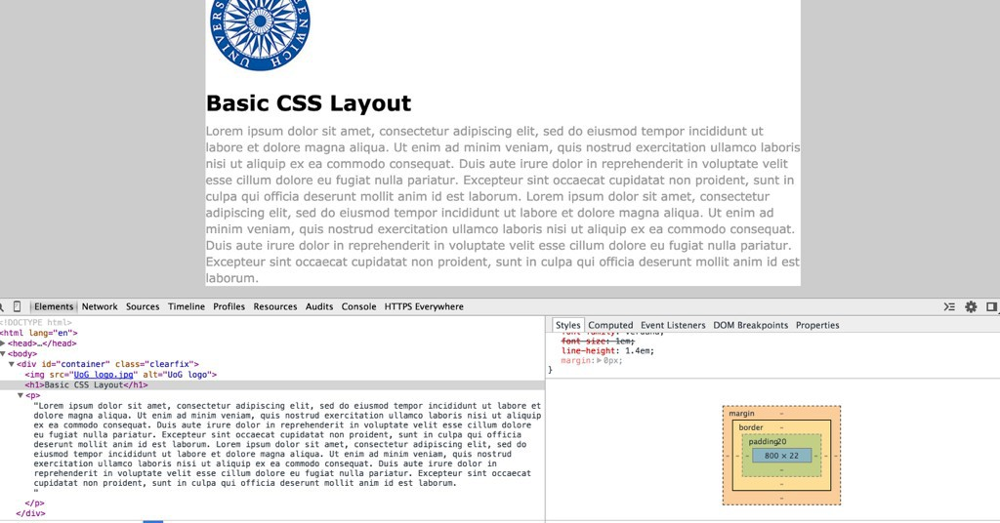 UNIVERS
ENWICH
Basic CSS Layout
Lorem ipsum dolor sit amet, consectetur adipiscing elit, sed do eiusmod tempor incididunt ut
labore et dolore magna aliqua. Ut enim ad minim veniam, quis nostrud exercitation ullamco laboris
nisi ut aliquip ex ea commodo consequat. Duis aute irure dolor in reprehenderit in voluptate velit
esse cillum dolore eu fugiat nulla pariatur. Excepteur sint occaecat cupidatat non proident, sunt in
culpa qui officia deserunt mollit anim id est laborum. Lorem ipsum dolor sit amet, consectetur
adipiscing elit, sed do eiusmod tempor incididunt ut labore et dolore magna aliqua. Ut enim ad
minim veniam, quis nostrud exercitation ullamco laboris nisi ut aliquip ex ea commodo consequat.
Duis aute irure dolor in reprehenderit in voluptate velit esse cillum dolore eu fugiat nulla pariatur.
Excepteur sint occaecat cupidatat non proident, sunt in culpa qui officia deserunt mollit anim id est
laborum.
Elements Network Sources Timeline Profiles Resources Audits Console HTTPS Everywhere
<!DOCTYPE html>
<html lang="en">
<head>…</head>
<body>
<div id="container" class="clearfix">
<img src="UoG_logo.jpg" alt="UoG logo">
<h1>Basic CSS Layout</h1>
<p>
"Lorem ipsum dolor sit amet, consectetur adipiscing elit, sed do eiusmod tempor incididunt ut labore et
dolore magna aliqua. Ut enim ad minim veniam, quis nostrud exercitation ullamco laboris nisi ut aliquip
ex ea commodo consequat. Duis aute irure dolor in reprehenderit in voluptate velit esse cillum dolore
eu fugiat nulla pariatur. Excepteur sint occaecat cupidatat non proident, sunt in culpa qui officia
deserunt mollit anim id est laborum. Lorem ipsum dolor sit amet, consectetur adipiscing elit, sed do
eiusmod tempor incididunt ut labore et dolore magna aliqua. Ut enim ad minim veniam, quis nostrud
exercitation ullamco laboris nisi ut aliquip ex ea commodo consequat. Duis aute irure dolor in
reprehenderit in voluptate velit esse cillum dolore eu fugiat nulla pariatur. Excepteur sint occaecat
cupidatat non proident, sunt in culpa qui officia deserunt mollit anim id est laborum.
"
</p>
</div>
Styles Computed Event Listeners DOM Breakpoints Properties
font-family: verdana;
font-size: 1em;
line-height: 1.4em;
margin: 0px;
}
margin -
border -
padding20
- - - 800 × 22 - - -
-
-
-